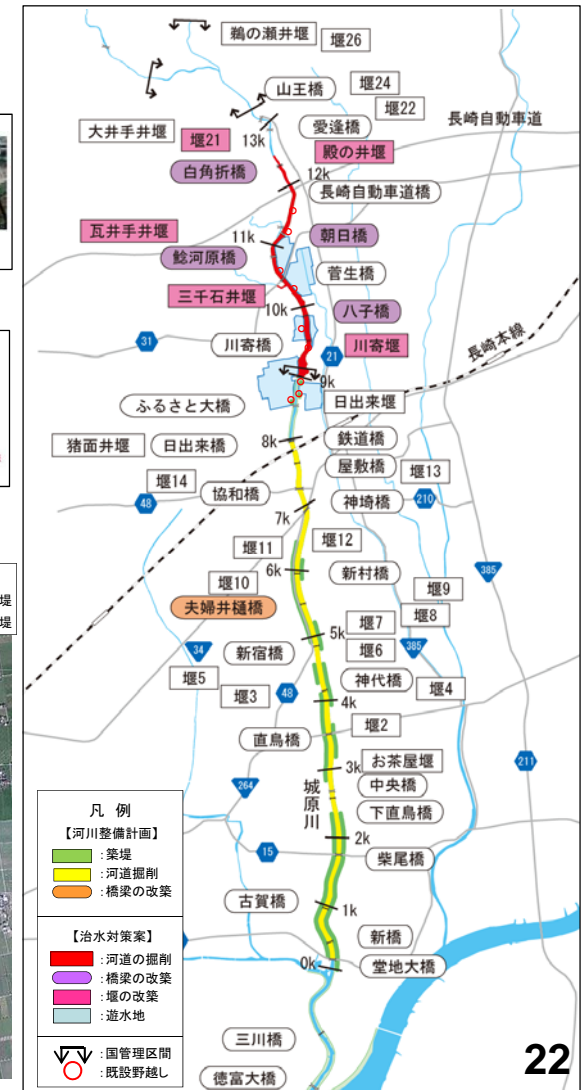 鵜の瀬井堰
堰26
山王橋
堰24
堰22
大井手井堰
堰21
13k
愛逢橋
長崎自動車道
殿の井堰
白角折橋
12k
長崎自動車道橋
瓦井手井堰
11k
朝日橋
鯰河原橋
菅生橋
三千石井堰
10k
八子橋
31
川寄橋
21
川寄堰
長崎本線
9k
ふるさと大橋
日出来堰
猪面井堰
日出来橋
8k
鉄道橋
屋敷橋
堰13
堰14
協和橋
48
7k
神埼橋
210
堰11
堰12
6k
新村橋
385
堰10
堰9
夫婦井樋橋
堰7
堰8
5k
34
新宿橋
堰6
385
堰5
堰3
48
神代橋
堰4
4k
堰2
直鳥橋
3k
お茶屋堰
211
264
城原川
中央橋
下直鳥橋
2k
15
柴尾橋
古賀橋
1k
新橋
0k
堂地大橋
三川橋
徳富大橋
凡 例
【河川整備計画】
:築堤
:河道掘削
:橋梁の改築
【治水対策案】
:河道の掘削
:橋梁の改築
:堰の改築
:遊水地
:国管理区間
:既設野越し
堤
堤
22